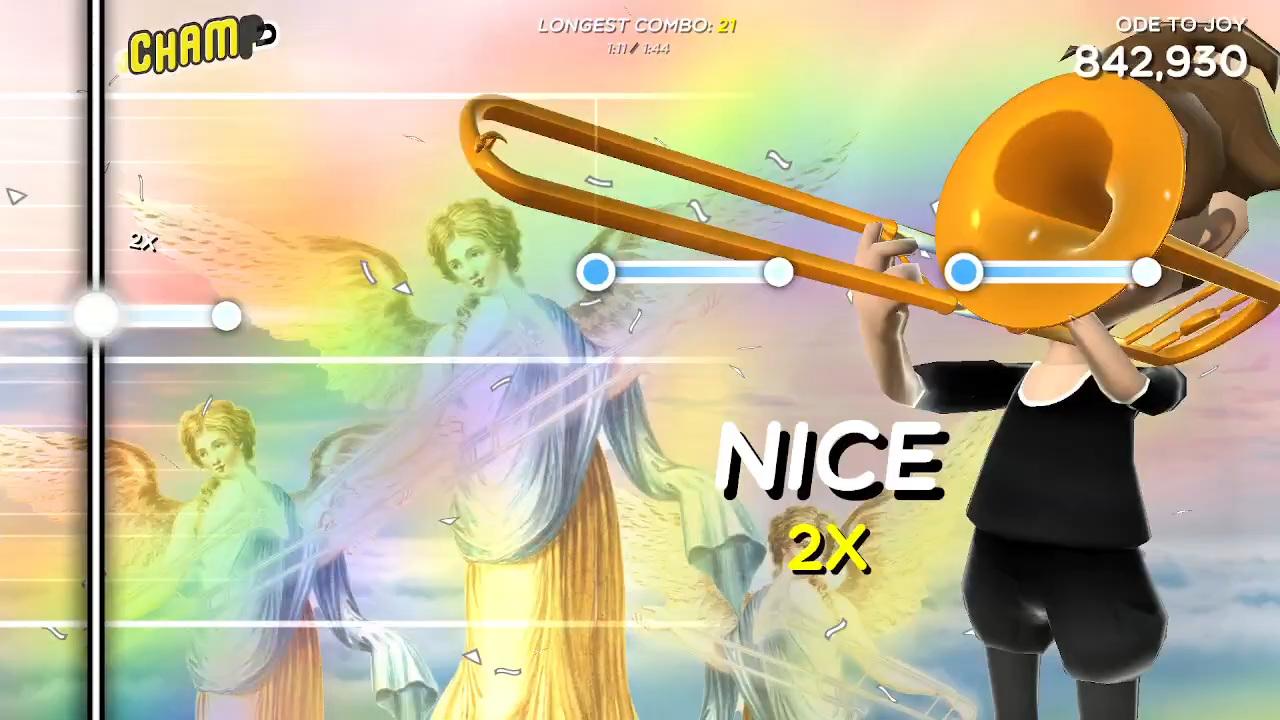 CHAMP
LONGEST COMBO: 21
1:11 / 1:44
ODE TO JOY
842,930
2X
NICE
2X